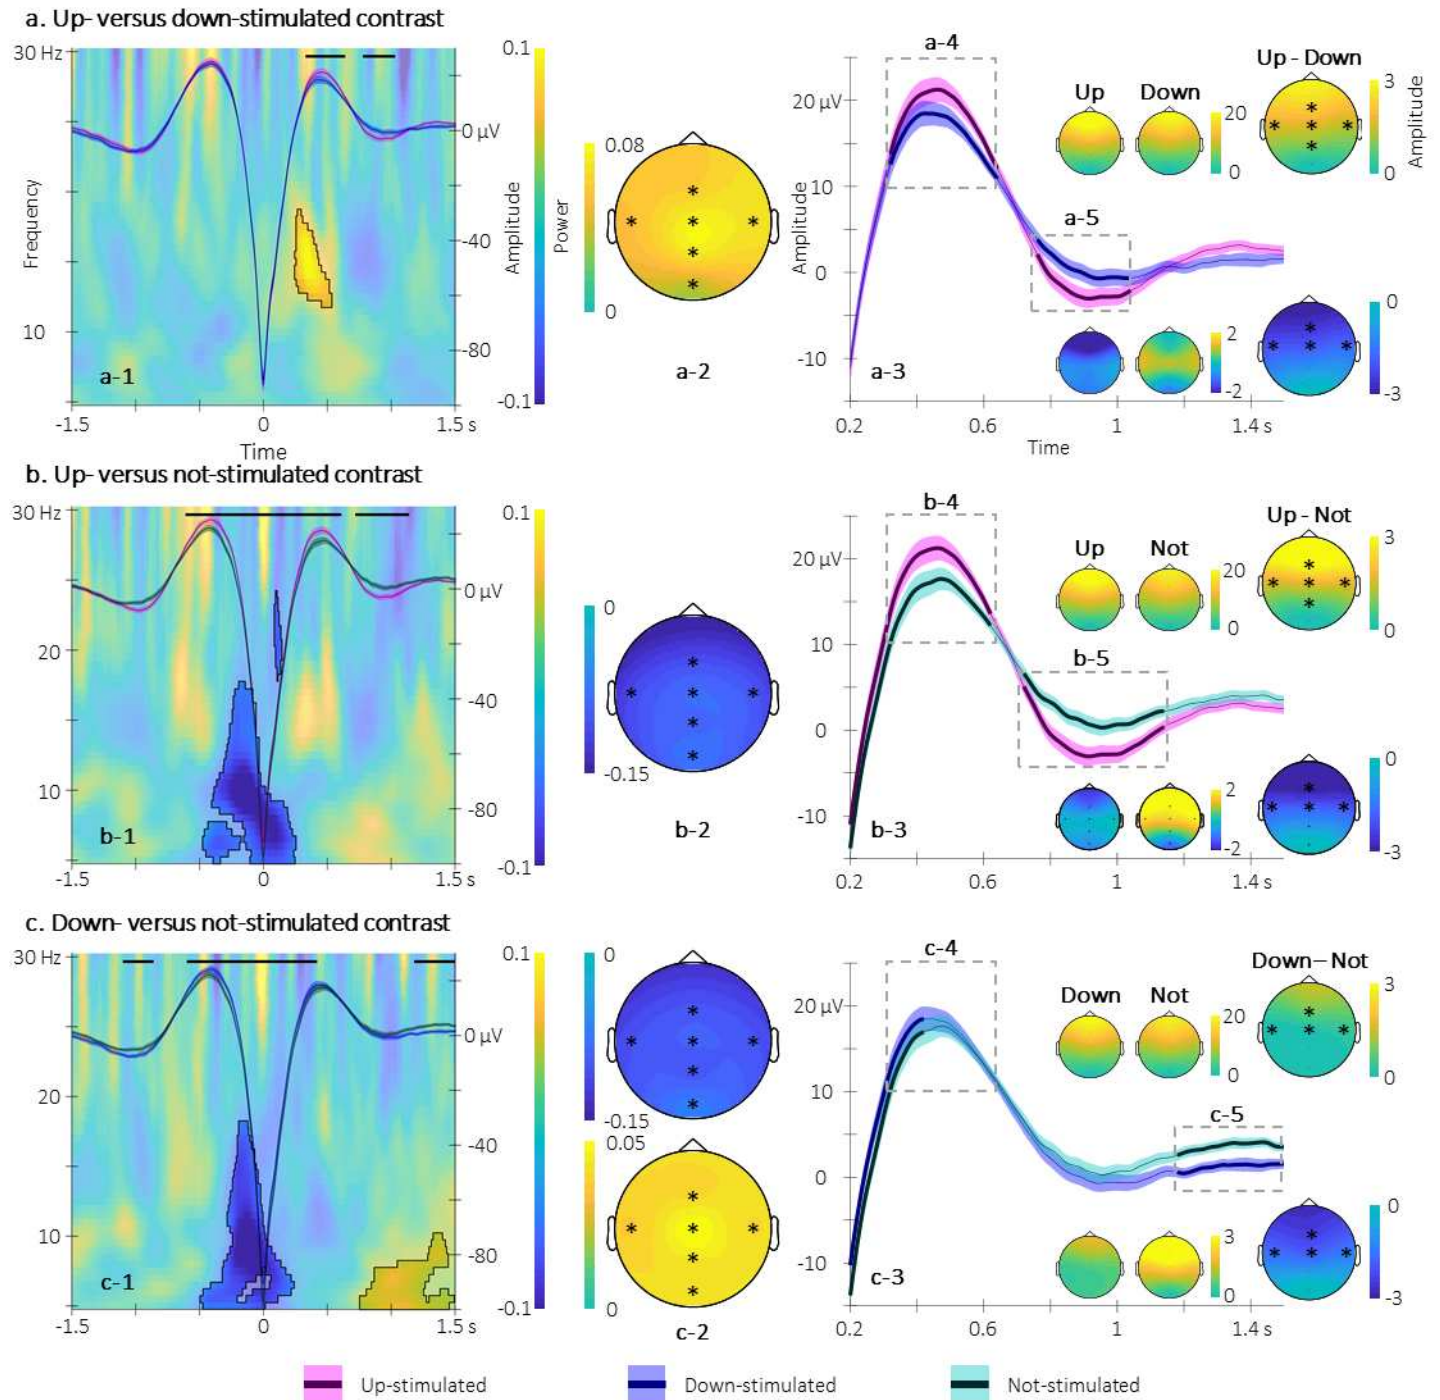 a. Up- versus down-stimulated contrast
30 Hz
10
Frequency
0 µV
-40
-80
Amplitude
a-1
-1.5
0
1.5 s
Time
0.1
-0.1
Power
0.08
0
* * * * * *
a-2
20 µV
10
0
-10
Amplitude
a-4
a-5
a-3
0.2
0.6
1
1.4 s
Time
Up
Down
20
0
Up - Down
* * * * *
3
0
Amplitude
2
-2
* * * *
0
-3
b. Up- versus not-stimulated contrast
30 Hz
20
10
0 µV
-40
-80
b-1
-1.5
0
1.5 s
0.1
-0.1
0
-0.15
* * * * * *
b-2
20 µV
10
0
-10
b-4
b-5
b-3
0.2
0.6
1
1.4 s
Up
Not
20
0
Up - Not
* * * * *
3
0
2
-2
* * * *
0
-3
c. Down- versus not-stimulated contrast
30 Hz
20
10
0 µV
-40
-80
c-1
-1.5
0
1.5 s
0.1
-0.1
0
-0.15
* * * * * *
0.05
0
* * * * * *
c-2
20 µV
10
0
-10
c-4
c-5
c-3
0.2
0.6
1
1.4 s
Down
Not
20
0
Down – Not
* * * *
3
0
3
0
* * * *
0
-3
Up-stimulated
Down-stimulated
Not-stimulated